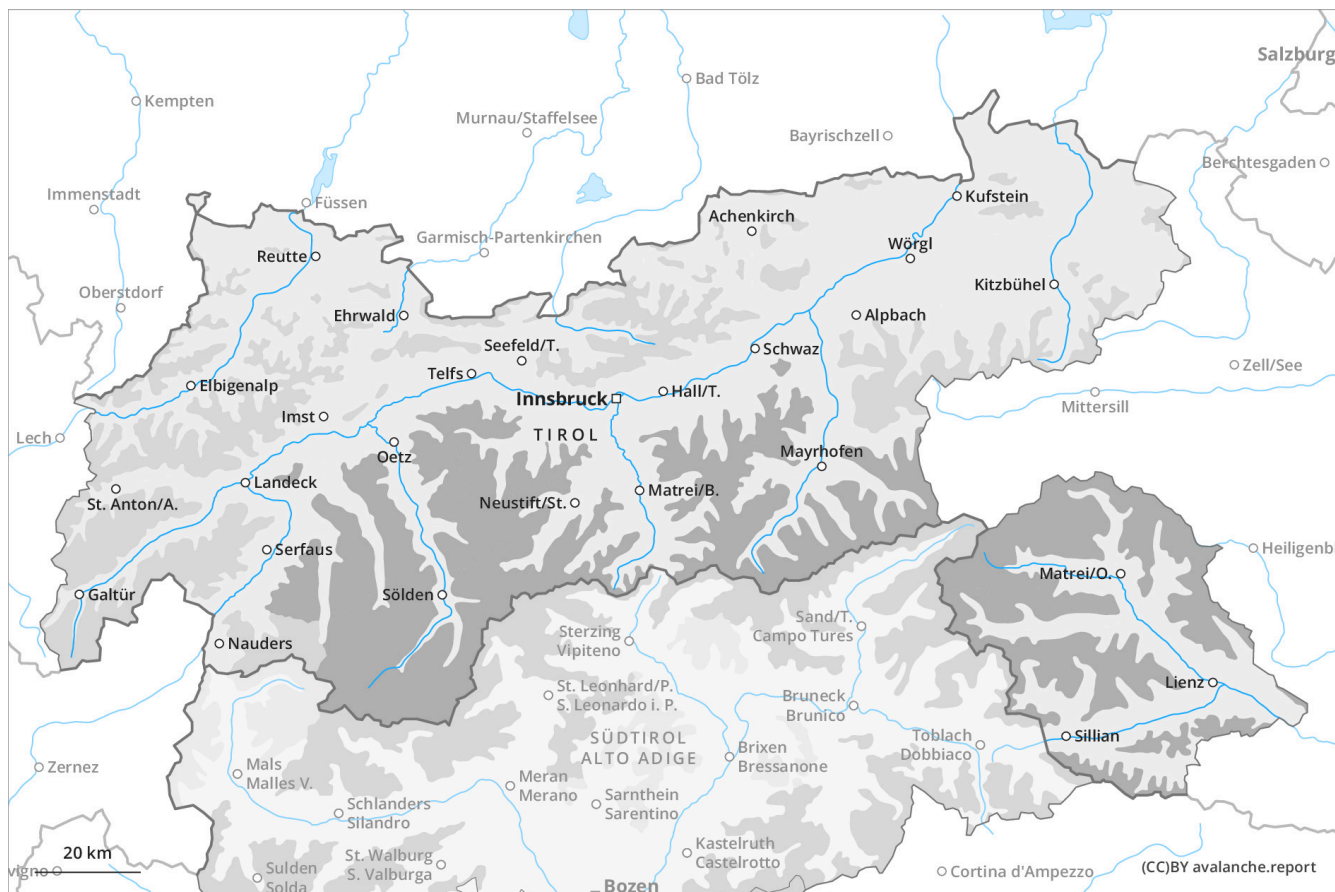 Salzburg
Kempten
Bad Tölz
Murnau/Staffelsee
Bayrischzell
Berchtesgaden
Immenstadt
Füssen
Kufstein
Achenkirch
Garmisch-Partenkirchen
Wörgl
Reutte
Kitzbühel
Oberstdorf
Ehrwald
Alpbach
Seefeld/T.
Schwaz
Zell/See
Telfs
Elbigenalp
Hall/T.
Innsbruck
Mittersill
Imst
Lech
TIROL
Oetz
Mayrhofen
Landeck
St. Anton/A.
Neustift/St.
Matrei/B.
Serfaus
Heiligenb
Matrei/O.
Galtür
Sölden
Sand/T.
Campo Tures
Sterzing
Vipiteno
Nauders
Lienz
St. Leonhard/P.
S. Leonardo i. P.
Bruneck
Brunico
Sillian
SÜDTIROL
ALTO ADIGE
Toblach
Dobbiaco
Brixen
Bressanone
Zernez
Mals
Malles V.
Meran
Merano
Sarnthein
Sarentino
Schlanders
Silandro
Kastelruth
Castelrotto
20 km
St. Walburg
S. Valburga
vigno
Sulden
Solda
Cortina d'Ampezzo
(CC)BY avalanche.report
Bozen